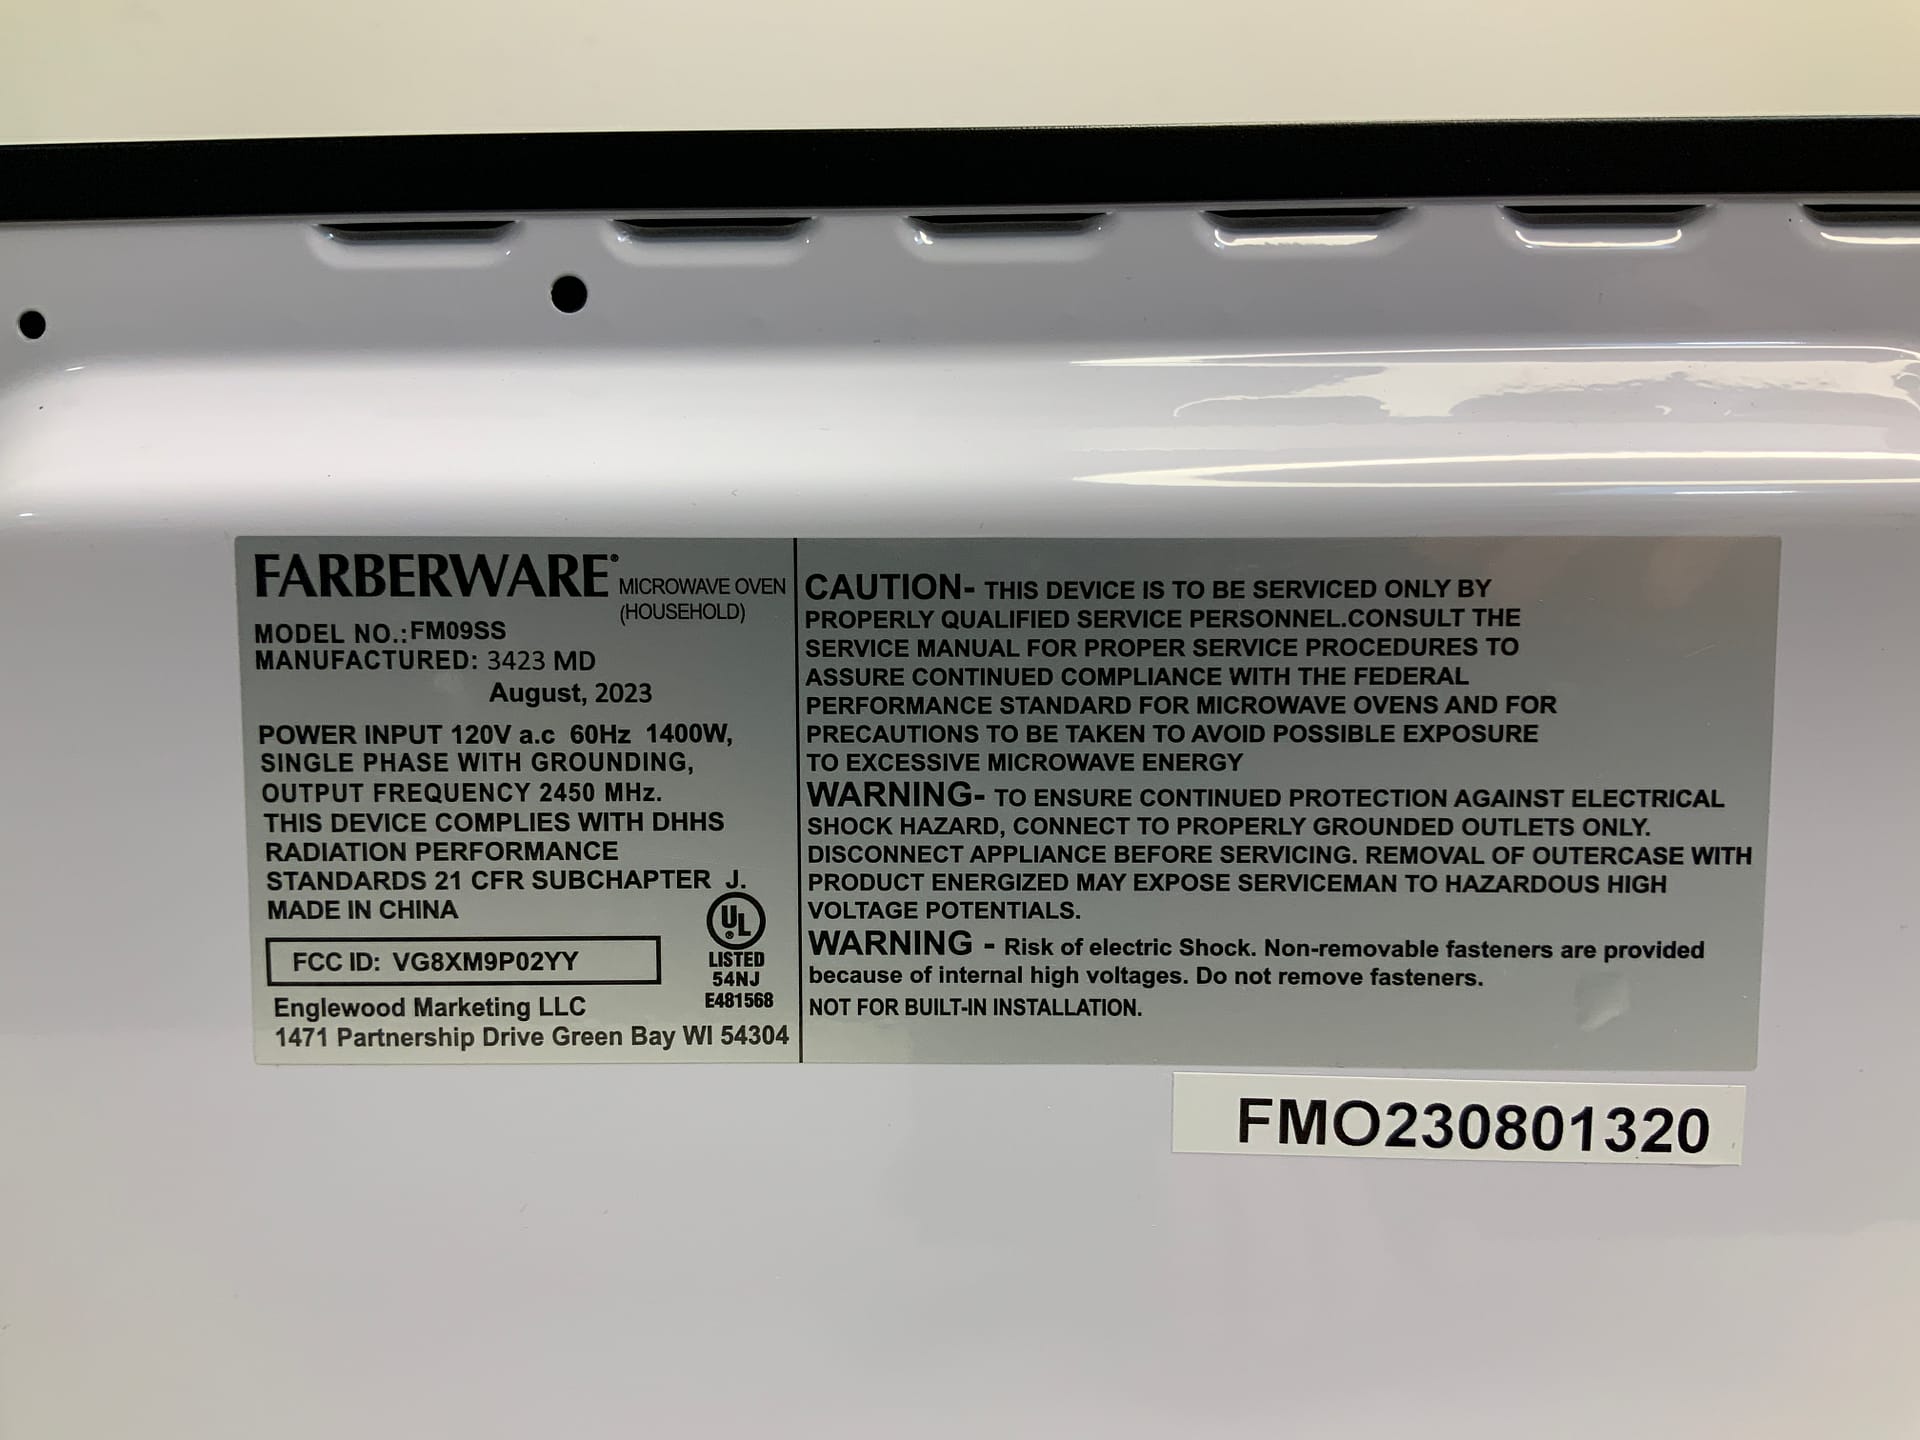 FARBERWARE® MICROWAVE OVEN
(HOUSEHOLD)
MODEL NO.:FM09SS
MANUFACTURED: 3423 MD
August, 2023
POWER INPUT 120V a.c 60Hz 1400W,
SINGLE PHASE WITH GROUNDING,
OUTPUT FREQUENCY 2450 MHz.
THIS DEVICE COMPLIES WITH DHHS
RADIATION PERFORMANCE
STANDARDS 21 CFR SUBCHAPTER J.
MADE IN CHINA
UL®
LISTED
54NJ
E481568
FCC ID: VG8XM9P02YY
Englewood Marketing LLC
1471 Partnership Drive Green Bay WI 54304
CAUTION- THIS DEVICE IS TO BE SERVICED ONLY BY
PROPERLY QUALIFIED SERVICE PERSONNEL.CONSULT THE
SERVICE MANUAL FOR PROPER SERVICE PROCEDURES TO
ASSURE CONTINUED COMPLIANCE WITH THE FEDERAL
PERFORMANCE STANDARD FOR MICROWAVE OVENS AND FOR
PRECAUTIONS TO BE TAKEN TO AVOID POSSIBLE EXPOSURE
TO EXCESSIVE MICROWAVE ENERGY
WARNING- TO ENSURE CONTINUED PROTECTION AGAINST ELECTRICAL
SHOCK HAZARD, CONNECT TO PROPERLY GROUNDED OUTLETS ONLY.
DISCONNECT APPLIANCE BEFORE SERVICING. REMOVAL OF OUTERCASE WITH
PRODUCT ENERGIZED MAY EXPOSE SERVICEMAN TO HAZARDOUS HIGH
VOLTAGE POTENTIALS.
WARNING - Risk of electric Shock. Non-removable fasteners are provided
because of internal high voltages. Do not remove fasteners.
NOT FOR BUILT-IN INSTALLATION.
FMO230801320